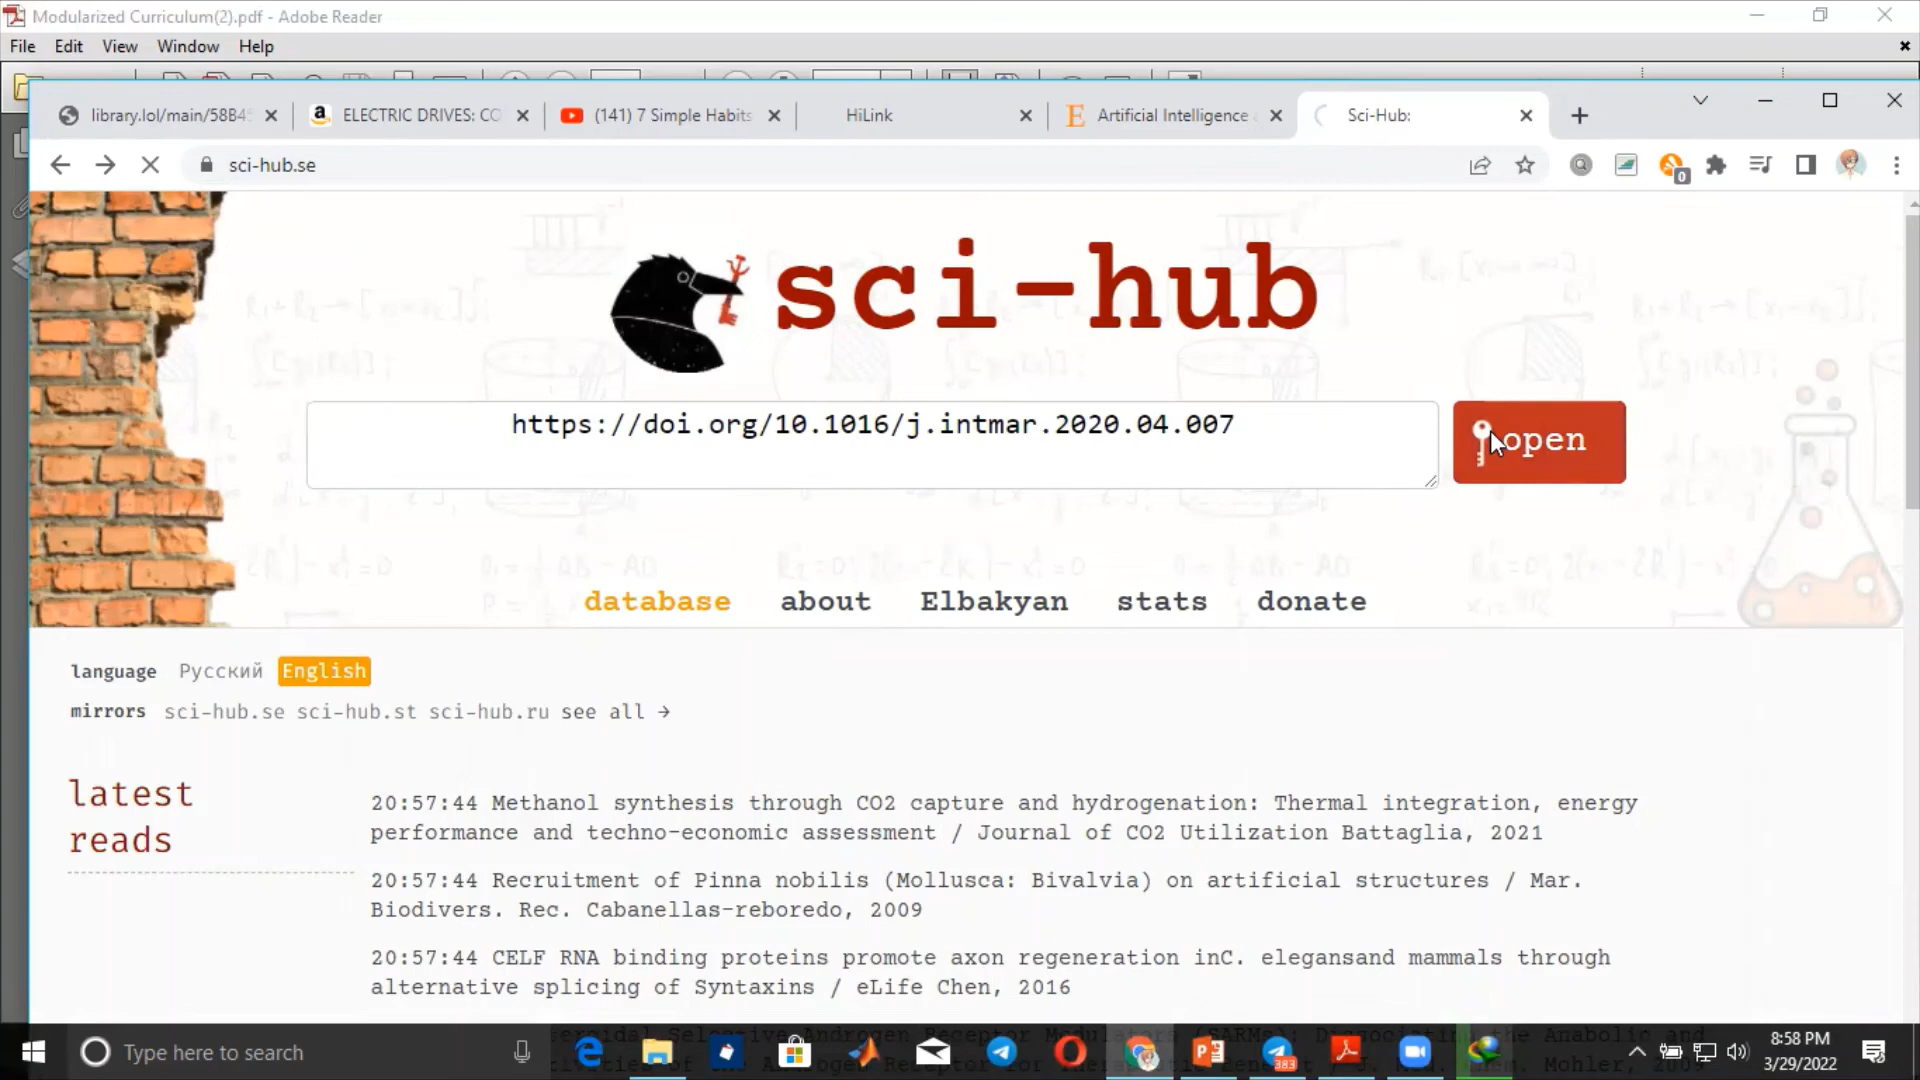 Modularized Curriculum(2).pdf - Adobe Reader
File Edit View Window Help
library.lol/main/58B45
ELECTRIC DRIVES: CO
(141) 7 Simple Habits
HiLink
Artificial Intelligence
Sci-Hub:
sci-hub.se
0
sci-hub
https://doi.org/10.1016/j.intmar.2020.04.007
open
database about Elbakyan stats donate
language Русский English
mirrors sci-hub.se sci-hub.st sci-hub.ru see all →
latest
reads
20:57:44 Methanol synthesis through CO2 capture and hydrogenation: Thermal integration, energy
performance and techno-economic assessment / Journal of CO2 Utilization Battaglia, 2021
20:57:44 Recruitment of Pinna nobilis (Mollusca: Bivalvia) on artificial structures / Mar.
Biodivers. Rec. Cabanellas-reboredo, 2009
20:57:44 CELF RNA binding proteins promote axon regeneration inC. elegansand mammals through
alternative splicing of Syntaxins / eLife Chen, 2016
Type here to search
383
8:58 PM
3/29/2022